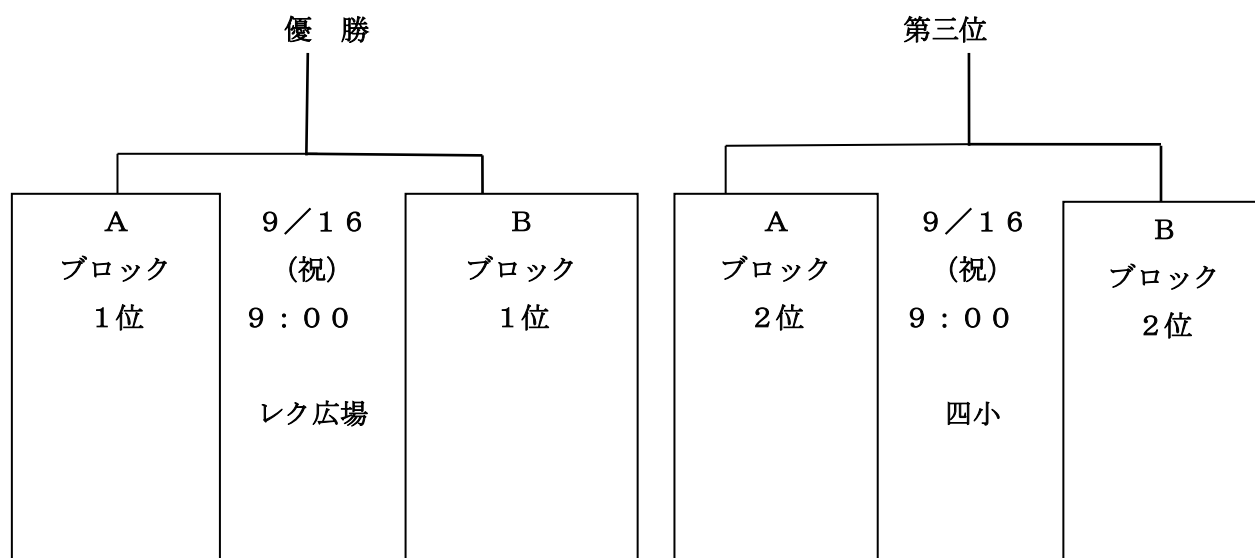 優　勝
A
ブロック
１位
９／１６
（祝）
９：００
レク広場
B
ブロック
１位
第三位
A
ブロック
２位
９／１６
（祝）
９：００
四小
B
ブロック
２位